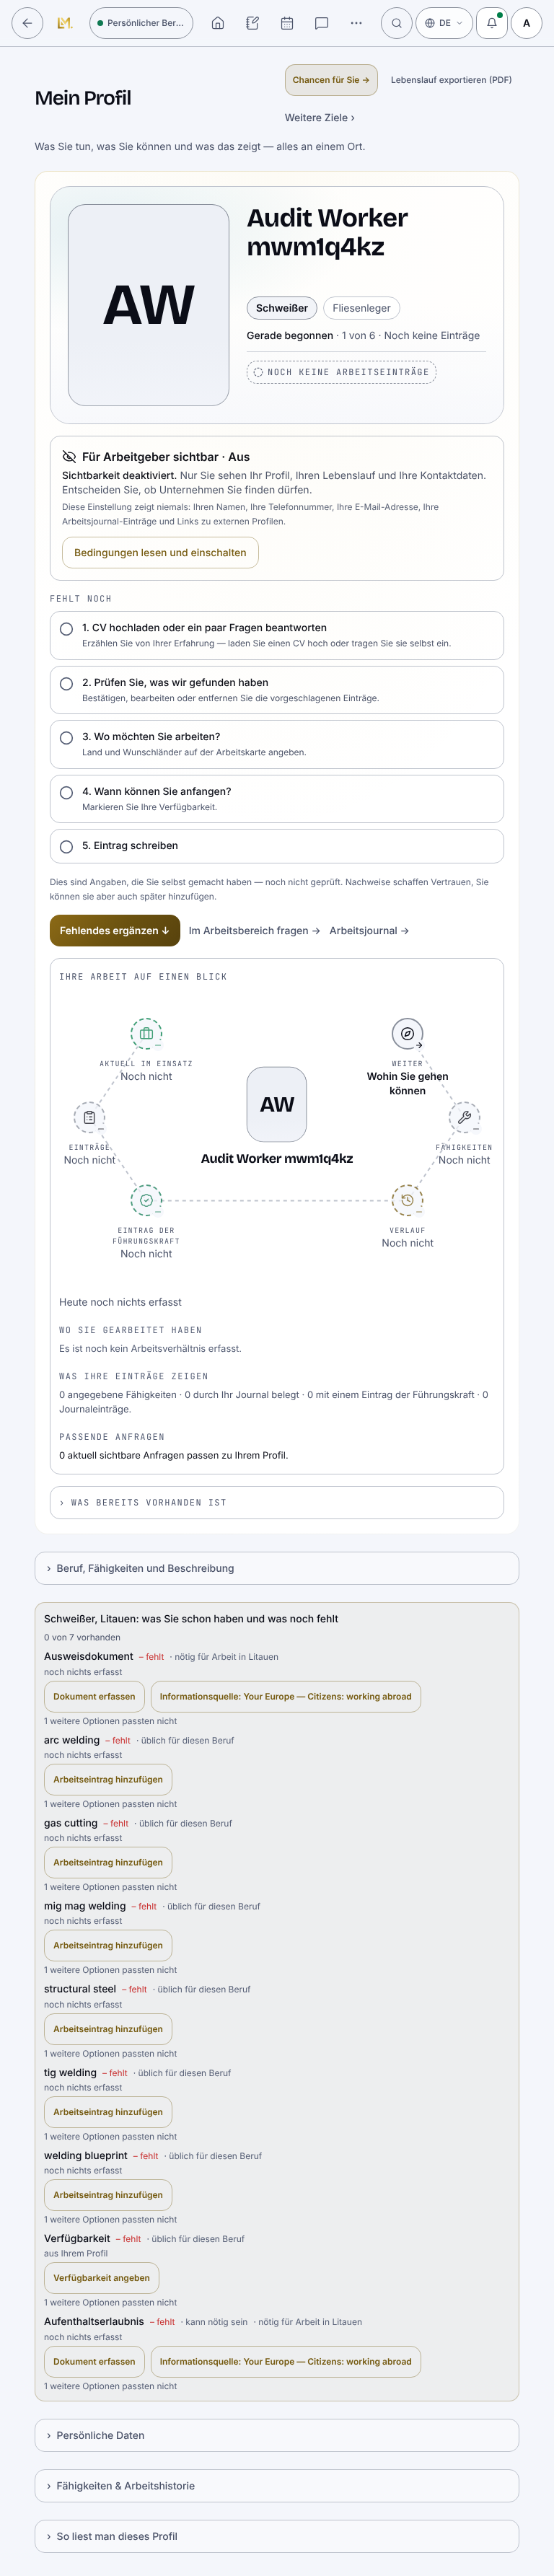 Persönlicher Ber...
DE
A
Mein Profil
Chancen für Sie →
Lebenslauf exportieren (PDF)
Weitere Ziele ›
Was Sie tun, was Sie können und was das zeigt — alles an einem Ort.
AW
Audit Worker
mwm1q4kz
Schweißer
Fliesenleger
Gerade begonnen · 1 von 6 · Noch keine Einträge
NOCH KEINE ARBEITSEINTRÄGE
Für Arbeitgeber sichtbar · Aus
Sichtbarkeit deaktiviert. Nur Sie sehen Ihr Profil, Ihren Lebenslauf und Ihre Kontaktdaten.
Entscheiden Sie, ob Unternehmen Sie finden dürfen.
Diese Einstellung zeigt niemals: Ihren Namen, Ihre Telefonnummer, Ihre E-Mail-Adresse, Ihre
Arbeitsjournal-Einträge und Links zu externen Profilen.
Bedingungen lesen und einschalten
FEHLT NOCH
1. CV hochladen oder ein paar Fragen beantworten
Erzählen Sie von Ihrer Erfahrung — laden Sie einen CV hoch oder tragen Sie sie selbst ein.
2. Prüfen Sie, was wir gefunden haben
Bestätigen, bearbeiten oder entfernen Sie die vorgeschlagenen Einträge.
3. Wo möchten Sie arbeiten?
Land und Wunschländer auf der Arbeitskarte angeben.
4. Wann können Sie anfangen?
Markieren Sie Ihre Verfügbarkeit.
5. Eintrag schreiben
Dies sind Angaben, die Sie selbst gemacht haben — noch nicht geprüft. Nachweise schaffen Vertrauen, Sie
können sie aber auch später hinzufügen.
Fehlendes ergänzen ↓
Im Arbeitsbereich fragen →
Arbeitsjournal →
IHRE ARBEIT AUF EINEN BLICK
AKTUELL IM EINSATZ
Noch nicht
WEITER
Wohin Sie gehen
können
AW
Audit Worker mwm1q4kz
EINTRÄGE
Noch nicht
FÄHIGKEITEN
Noch nicht
EINTRAG DER
FÜHRUNGSKRAFT
Noch nicht
VERLAUF
Noch nicht
Heute noch nichts erfasst
WO SIE GEARBEITET HABEN
Es ist noch kein Arbeitsverhältnis erfasst.
WAS IHRE EINTRÄGE ZEIGEN
0 angegebene Fähigkeiten · 0 durch Ihr Journal belegt · 0 mit einem Eintrag der Führungskraft · 0
Journaleinträge.
PASSENDE ANFRAGEN
0 aktuell sichtbare Anfragen passen zu Ihrem Profil.
› WAS BEREITS VORHANDEN IST
› Beruf, Fähigkeiten und Beschreibung
Schweißer, Litauen: was Sie schon haben und was noch fehlt
0 von 7 vorhanden
Ausweisdokument – fehlt · nötig für Arbeit in Litauen
noch nichts erfasst
Dokument erfassen
Informationsquelle: Your Europe — Citizens: working abroad
1 weitere Optionen passten nicht
arc welding – fehlt · üblich für diesen Beruf
noch nichts erfasst
Arbeitseintrag hinzufügen
1 weitere Optionen passten nicht
gas cutting – fehlt · üblich für diesen Beruf
noch nichts erfasst
Arbeitseintrag hinzufügen
1 weitere Optionen passten nicht
mig mag welding – fehlt · üblich für diesen Beruf
noch nichts erfasst
Arbeitseintrag hinzufügen
1 weitere Optionen passten nicht
structural steel – fehlt · üblich für diesen Beruf
noch nichts erfasst
Arbeitseintrag hinzufügen
1 weitere Optionen passten nicht
tig welding – fehlt · üblich für diesen Beruf
noch nichts erfasst
Arbeitseintrag hinzufügen
1 weitere Optionen passten nicht
welding blueprint – fehlt · üblich für diesen Beruf
noch nichts erfasst
Arbeitseintrag hinzufügen
1 weitere Optionen passten nicht
Verfügbarkeit – fehlt · üblich für diesen Beruf
aus Ihrem Profil
Verfügbarkeit angeben
1 weitere Optionen passten nicht
Aufenthaltserlaubnis – fehlt · kann nötig sein · nötig für Arbeit in Litauen
noch nichts erfasst
Dokument erfassen
Informationsquelle: Your Europe — Citizens: working abroad
1 weitere Optionen passten nicht
› Persönliche Daten
› Fähigkeiten & Arbeitshistorie
› So liest man dieses Profil